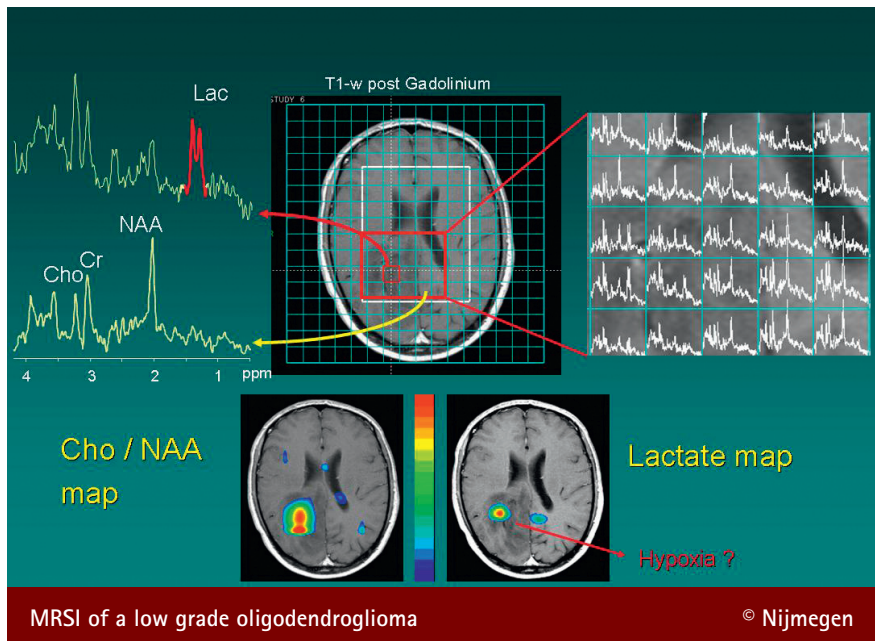 T1-w post Gadolinium
STUDY 6
Lac
NAA
Cho
Cr
4 3 2 1 ppm
Cho / NAA
map
Lactate map
Hypoxia ?
MRSI of a low grade oligodendroglioma
© Nijmegen